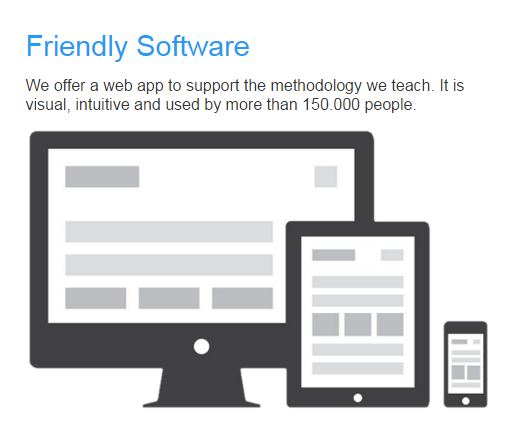 Friendly Software
We offer a web app to support the methodology we teach. It is
visual, intuitive and used by more than 150.000 people.